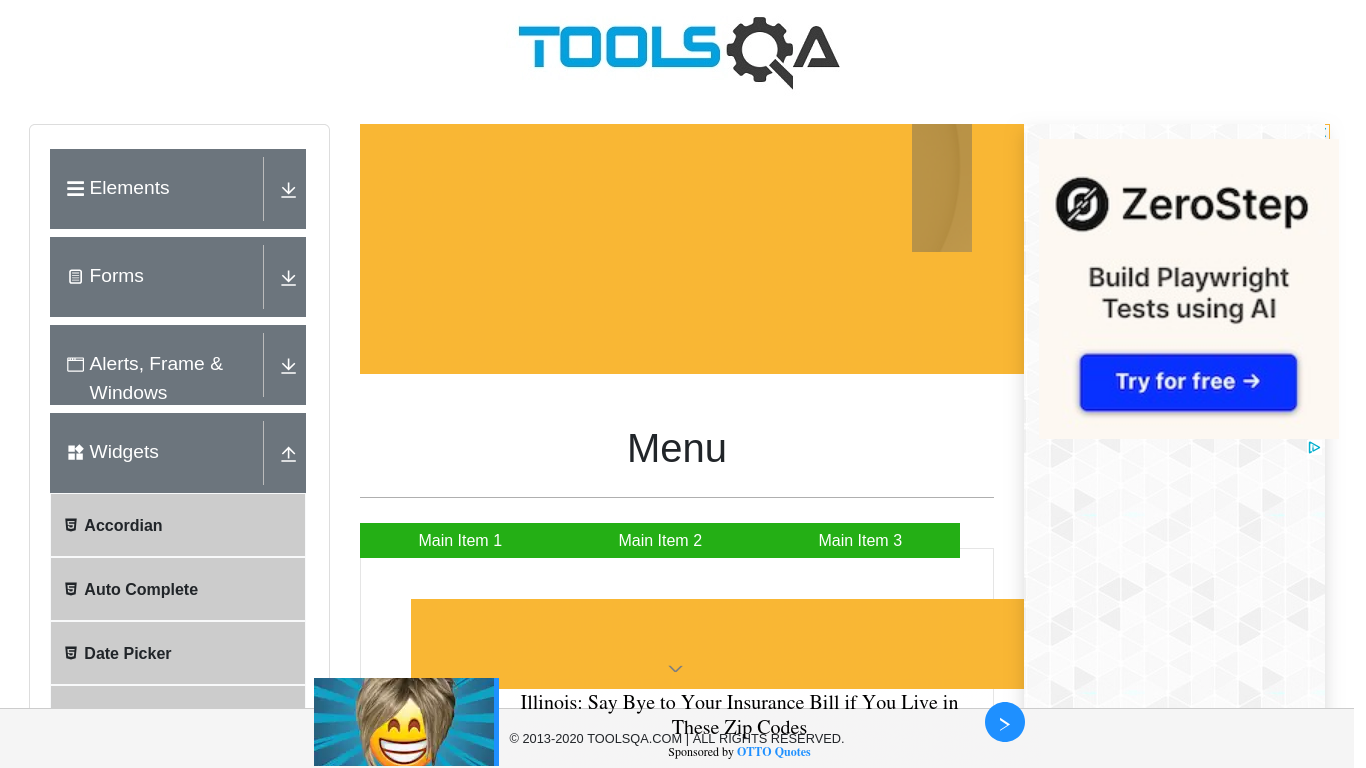 TOOLSQA
Elements
Forms
Alerts, Frame &
Windows
Widgets
Accordian
Auto Complete
Date Picker
Menu
Main Item 1
Main Item 2
Main Item 3
ZeroStep
Build Playwright
Tests using AI
Try for free →
Illinois: Say Bye to Your Insurance Bill if You Live in
These Zip Codes
© 2013-2020 TOOLSQA.COM | ALL RIGHTS RESERVED.
Sponsored by OTTO Quotes